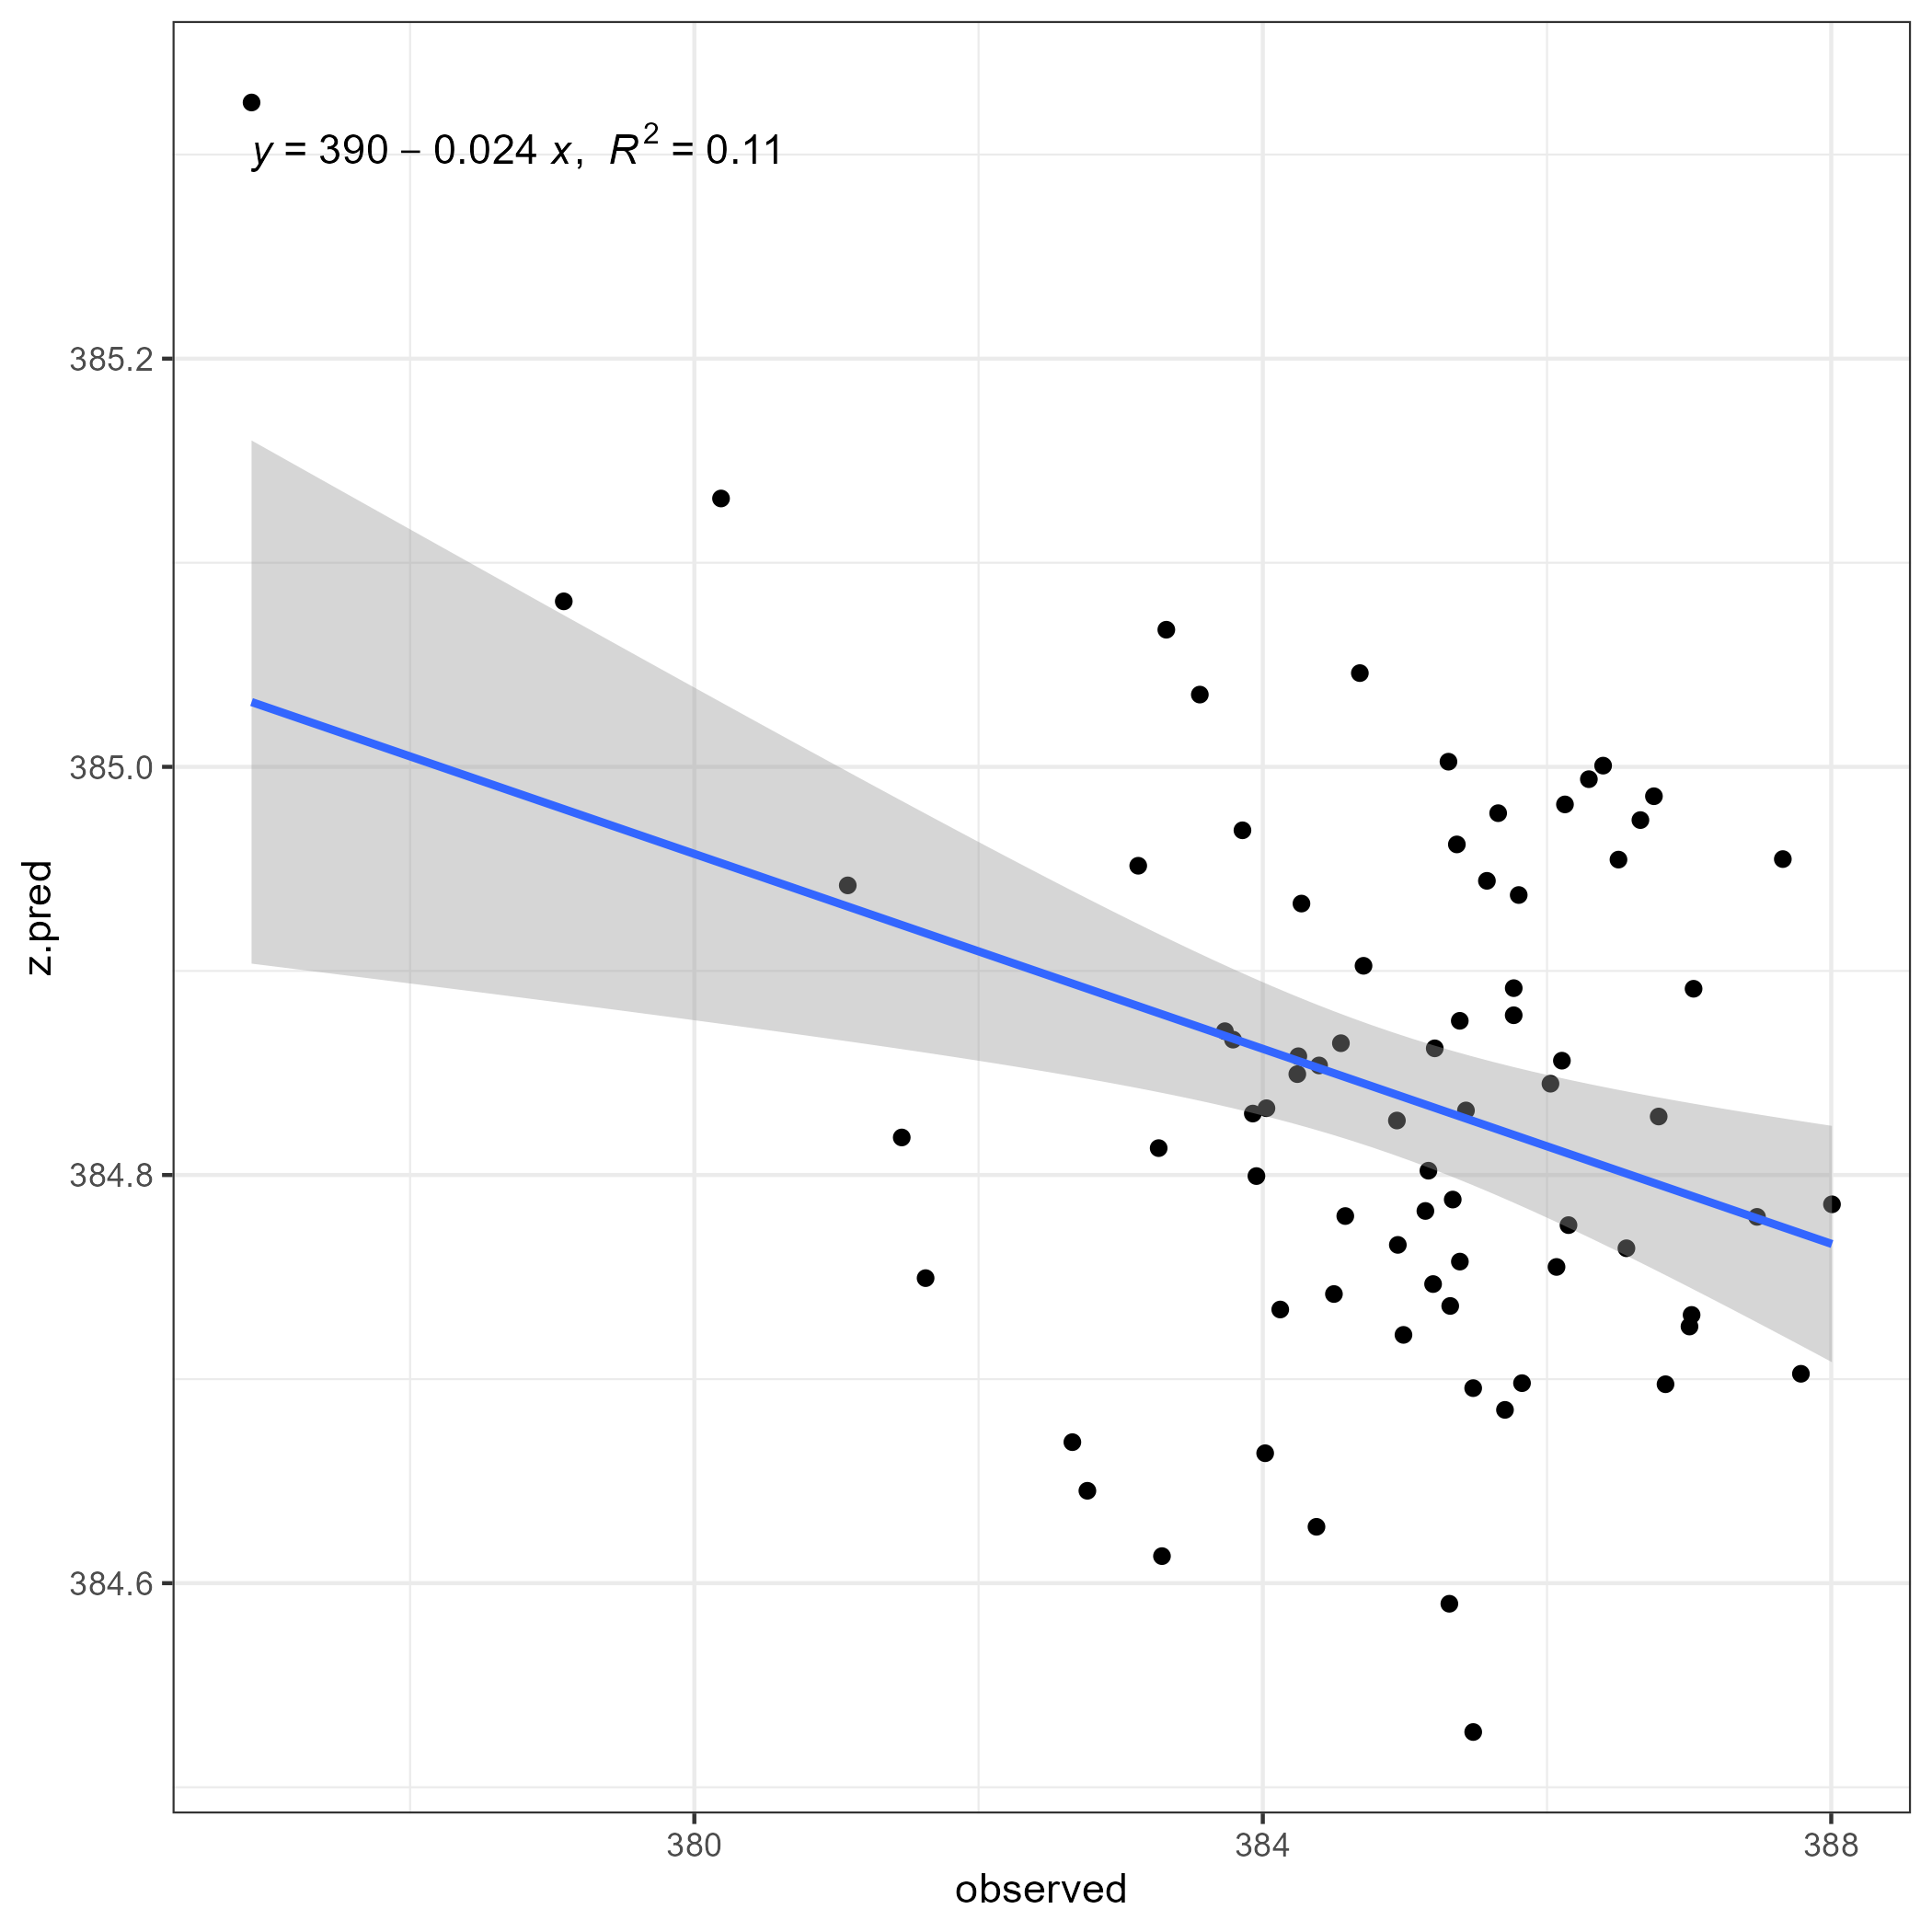 y = 390 − 0.024 x, R² = 0.11
385.2
385.0
384.8
384.6
z.pred
380 384 388
observed